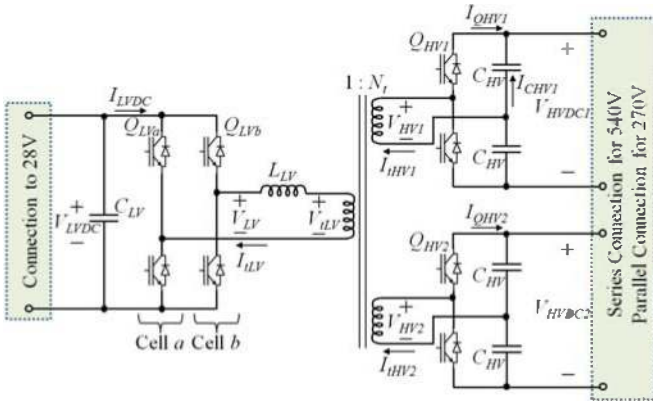 Connection to 28V
I_LVDC
Q_LVa
Q_LVb
+
V_LVDC
−
C_LV
L_LV
+
V_LV
−
+
V_tLV
−
I_tLV
Cell a
Cell b
1 : N_t
+
V_HV1
−
I_tHV1
Q_HV1
I_QHV1
C_HV
I_CHV1
C_HV
+
V_HVDC1
−
+
V_HV2
−
I_tHV2
Q_HV2
I_QHV2
C_HV
C_HV
+
V_HVDC2
−
Series Connection for 540V
Parallel Connection for 270V